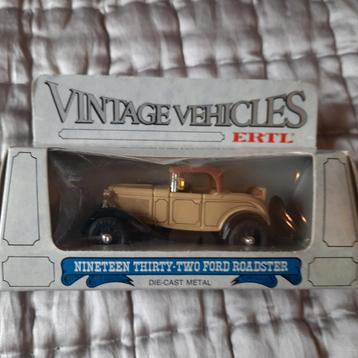 VINTAGE VEHICLES
ERTL
NINETEEN THIRTY-TWO FORD ROADSTER
DIE-CAST METAL